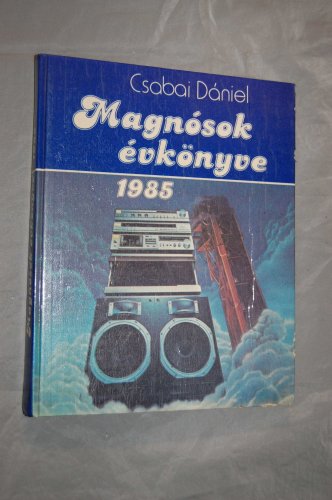 Csabai Dániel
Magnósok
évkönyve
1985